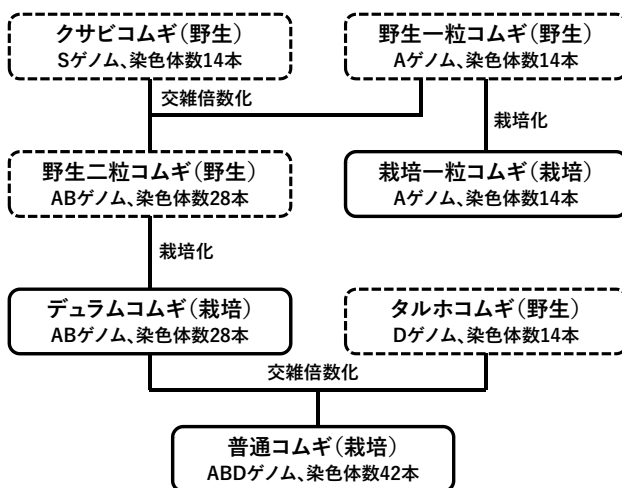 クサビコムギ(野生)
Sゲノム、染色体数14本
野生一粒コムギ(野生)
Aゲノム、染色体数14本
交雑倍数化
栽培化
野生二粒コムギ(野生)
ABゲノム、染色体数28本
栽培一粒コムギ(栽培)
Aゲノム、染色体数14本
栽培化
デュラムコムギ(栽培)
ABゲノム、染色体数28本
タルホコムギ(野生)
Dゲノム、染色体数14本
交雑倍数化
普通コムギ(栽培)
ABDゲノム、染色体数42本